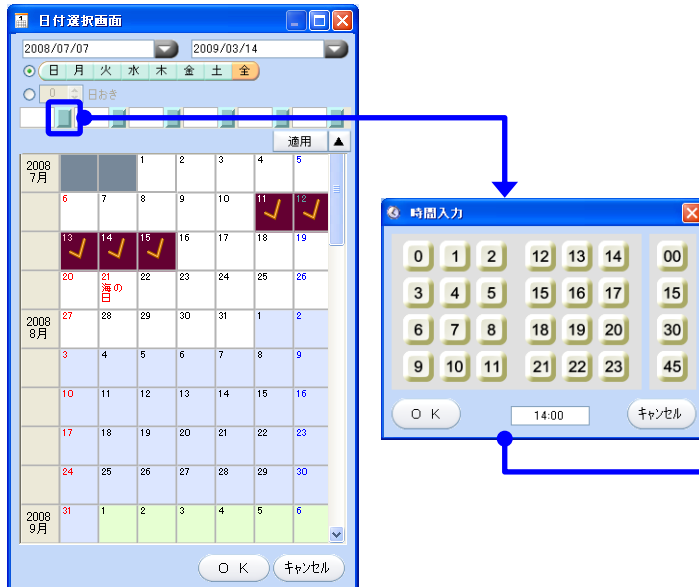 日付選択画面
2008/07/07 2009/03/14
日 月 火 水 木 金 土 全
0 日おき
適用 ▲
2008
7月
1 2 3 4 5
6 7 8 9 10 11 12
13 14 15 16 17 18 19
20 21 22 23 24 25 26
海の
日
2008
8月
27 28 29 30 31 1 2
3 4 5 6 7 8 9
10 11 12 13 14 15 16
17 18 19 20 21 22 23
24 25 26 27 28 29 30
2008
9月
31 1 2 3 4 5 6
OK キャンセル
時間入力
0 1 2 12 13 14 00
3 4 5 15 16 17 15
6 7 8 18 19 20 30
9 10 11 21 22 23 45
OK 14:00 キャンセル